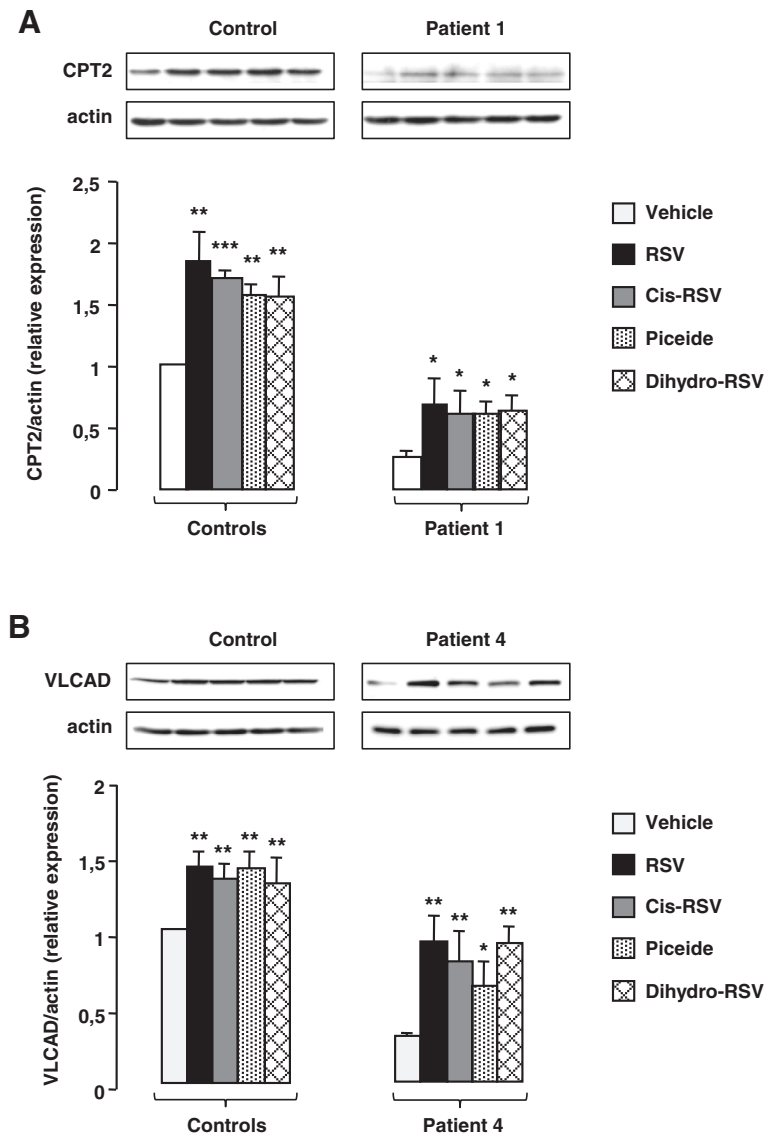 A
Control
Patient 1
CPT2
actin
CPT2/actin (relative expression)
2,5
2
1,5
1
0,5
0
**
***
**
**
*
*
*
*
Controls
Patient 1
Vehicle
RSV
Cis-RSV
Piceide
Dihydro-RSV
B
Control
Patient 4
VLCAD
actin
VLCAD/actin (relative expression)
2
1,5
1
0,5
0
**
**
**
**
**
**
*
**
Controls
Patient 4
Vehicle
RSV
Cis-RSV
Piceide
Dihydro-RSV